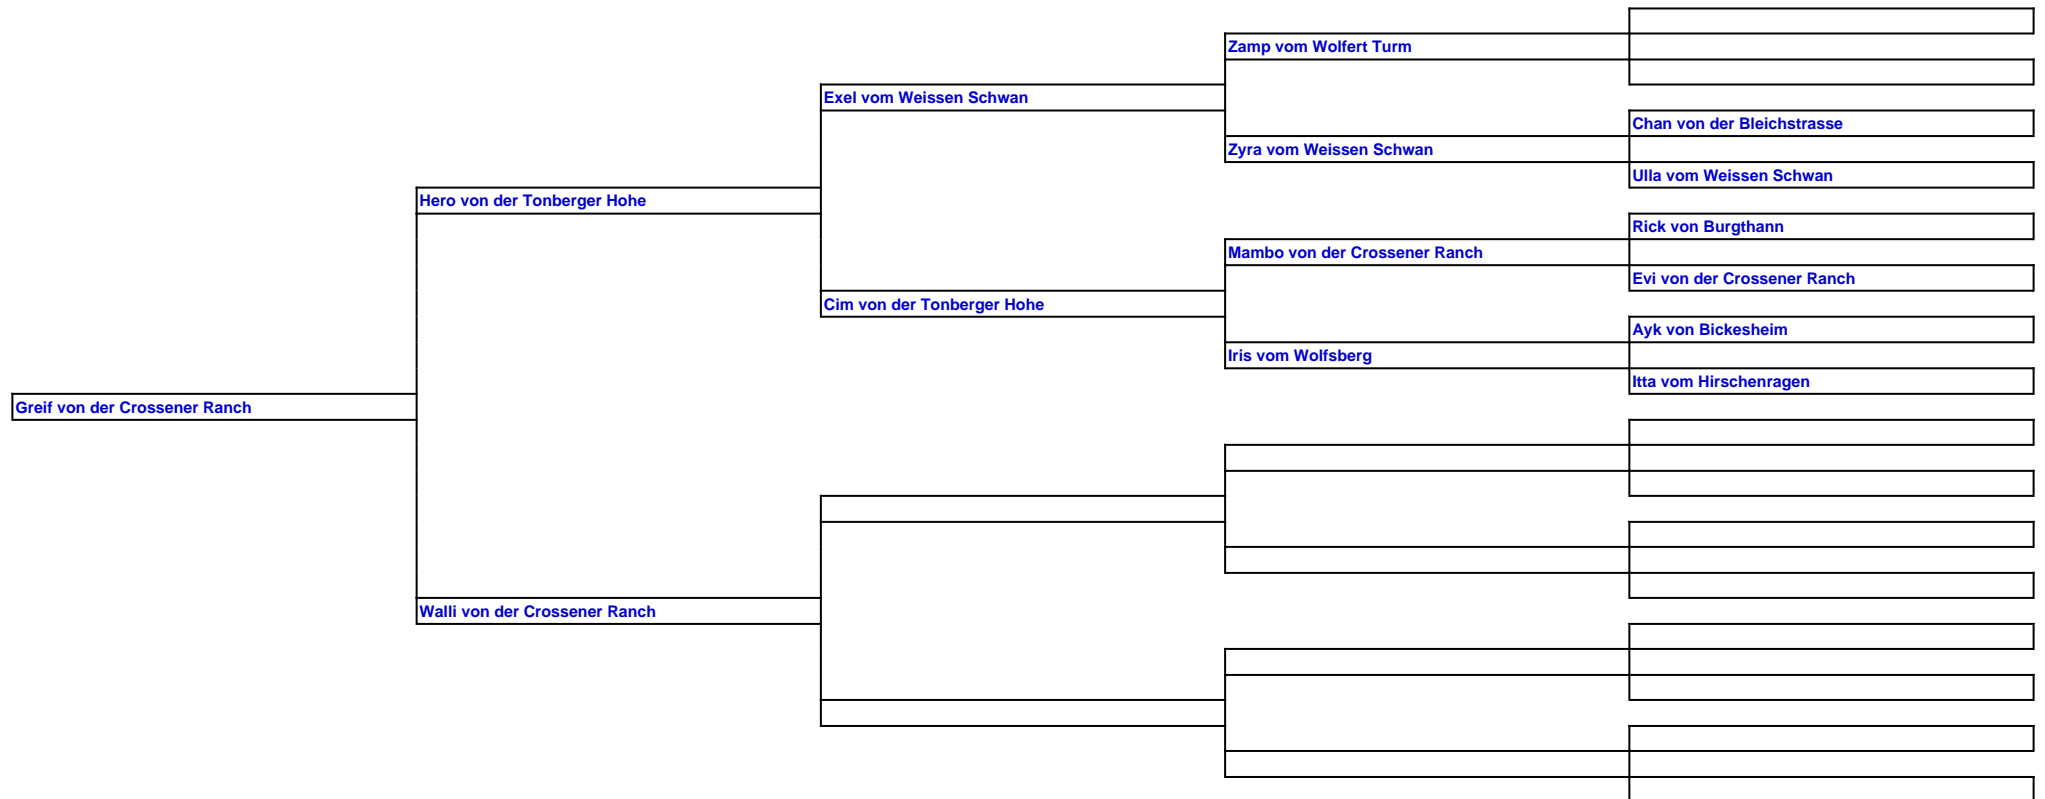 Zamp vom Wolfert Turm
Exel vom Weissen Schwan
Chan von der Bleichstrasse
Zyra vom Weissen Schwan
Ulla vom Weissen Schwan
Hero von der Tonberger Hohe
Rick von Burgthann
Mambo von der Crossener Ranch
Evi von der Crossener Ranch
Cim von der Tonberger Hohe
Ayk von Bickesheim
Iris vom Wolfsberg
Itta vom Hirschenragen
Greif von der Crossener Ranch
Walli von der Crossener Ranch